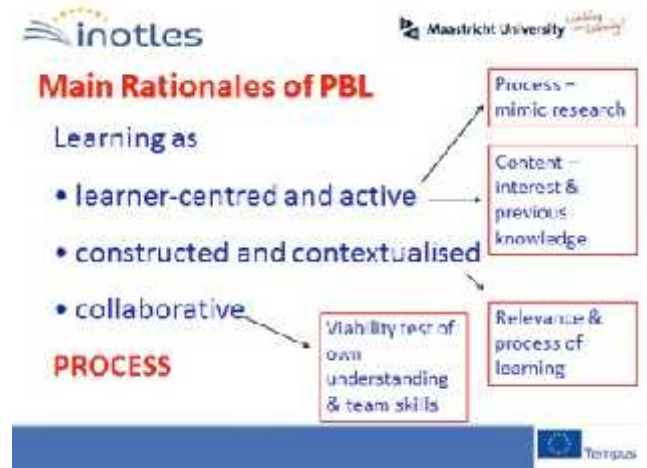 inotles
Maastricht University
Main Rationales of PBL
Process –
mimic research
Learning as
• learner-centred and active
Content –
interest &
previous
knowledge
• constructed and contextualised
• collaborative
Viability test of
own
understanding
& team skills
Relevance &
process of
learning
PROCESS
Tempus